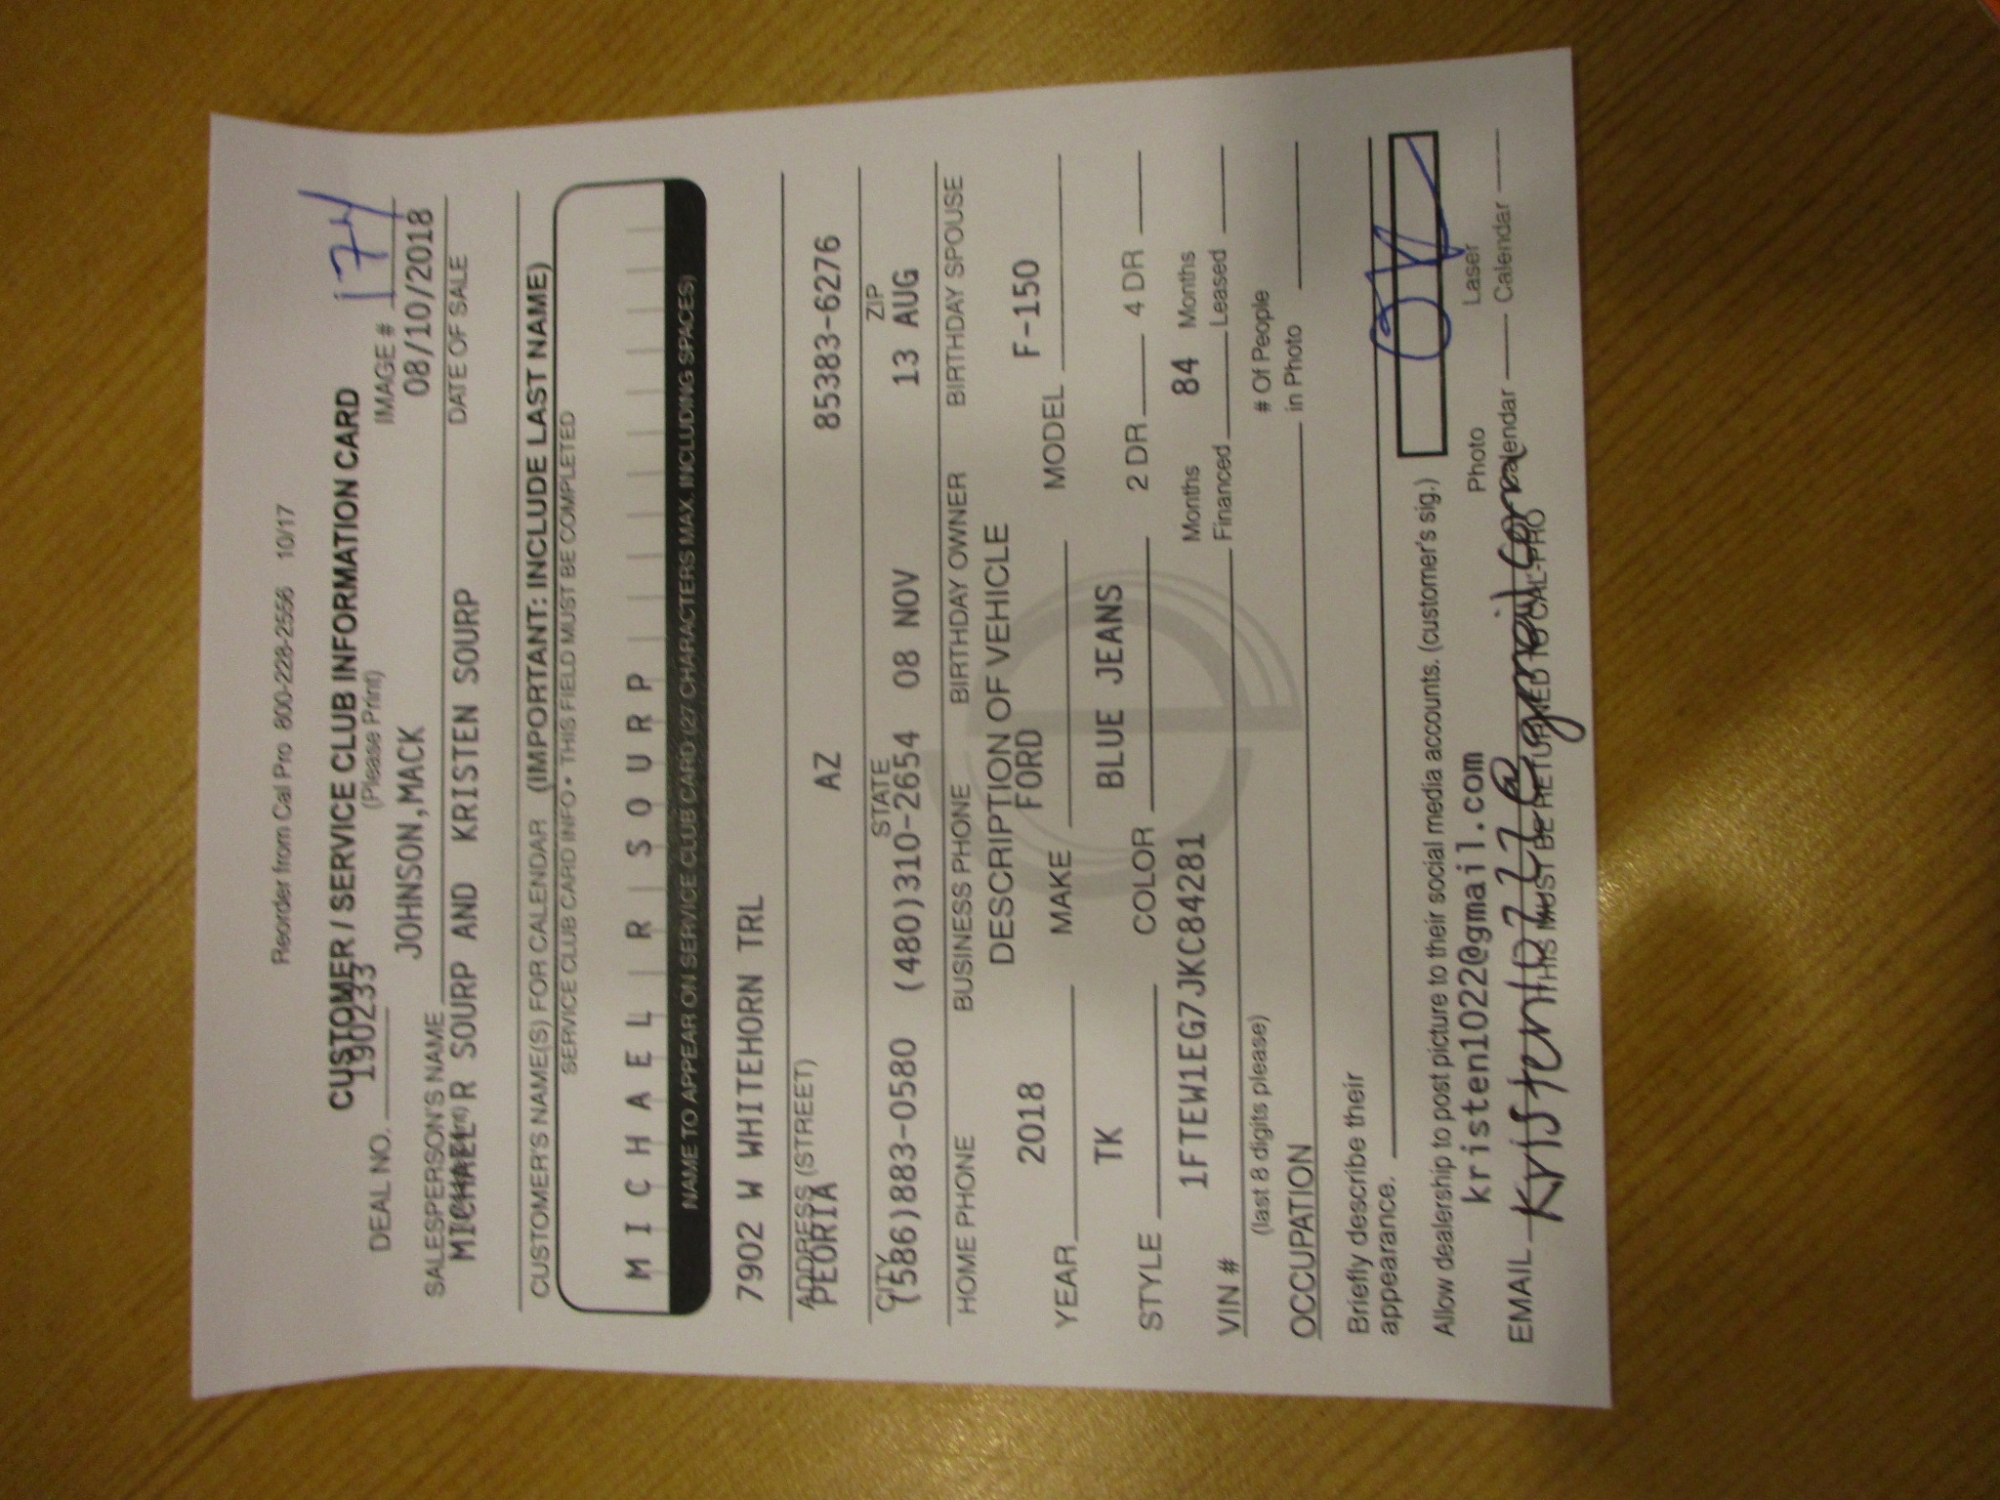 Reorder from Cal Pro 800-228-2556 10/17
CUSTOMER / SERVICE CLUB INFORMATION CARD
(Please Print)
DEAL NO. 1902233 IMAGE # 174
JOHNSON,MACK 08/10/2018
SALESPERSON'S NAME DATE OF SALE
MICHAEL R SOURP AND KRISTEN SOURP
CUSTOMER'S NAME(S) FOR CALENDAR (IMPORTANT: INCLUDE LAST NAME)
SERVICE CLUB CARD INFO • THIS FIELD MUST BE COMPLETED
MICHAEL R SOURP
NAME TO APPEAR ON SERVICE CLUB CARD (27 CHARACTERS MAX. INCLUDING SPACES)
7902 W WHITEHORN TRL
ADDRESS (STREET)
PEORIA AZ 85383-6276
CITY STATE ZIP
(586)883-0580 (480)310-2654 08 NOV 13 AUG
HOME PHONE BUSINESS PHONE BIRTHDAY OWNER BIRTHDAY SPOUSE
DESCRIPTION OF VEHICLE
YEAR 2018 MAKE FORD MODEL F-150
STYLE TK COLOR BLUE JEANS 2 DR 4 DR
VIN # 1FTEW1EG7JKC84281 Months Financed 84 Months Leased
(last 8 digits please)
OCCUPATION # Of People in Photo
Briefly describe their
appearance.
Allow dealership to post picture to their social media accounts. (customer's sig.)
kristen1022@gmail.com Photo Laser
EMAIL @gmail.com Calendar Calendar
THIS MUST BE RETURNED TO CAL-PRO